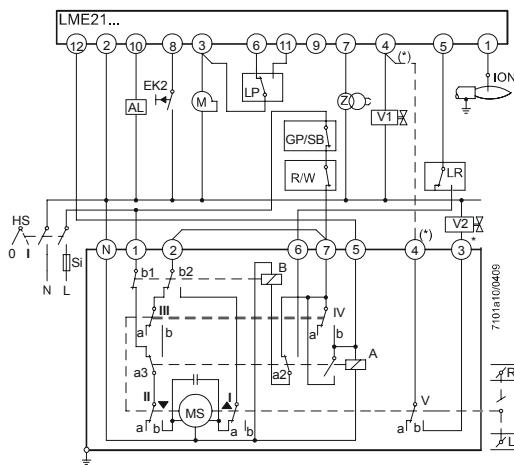 LME21...
12 2 10 8 3 6 11 9 7 4 (*) 5 1
EK2
ION
AL
M
LP
Z
V1
GP/SB
R/W
LR
HS
0 I
Si
N L
V2
N 1 2 6 7 5 4 (*) 3 *
b1 b2 B
III
a b
IV
a b
A
a3 a2
II
I
MS
a b
a b
V
a b
R
L
7101a10/0409